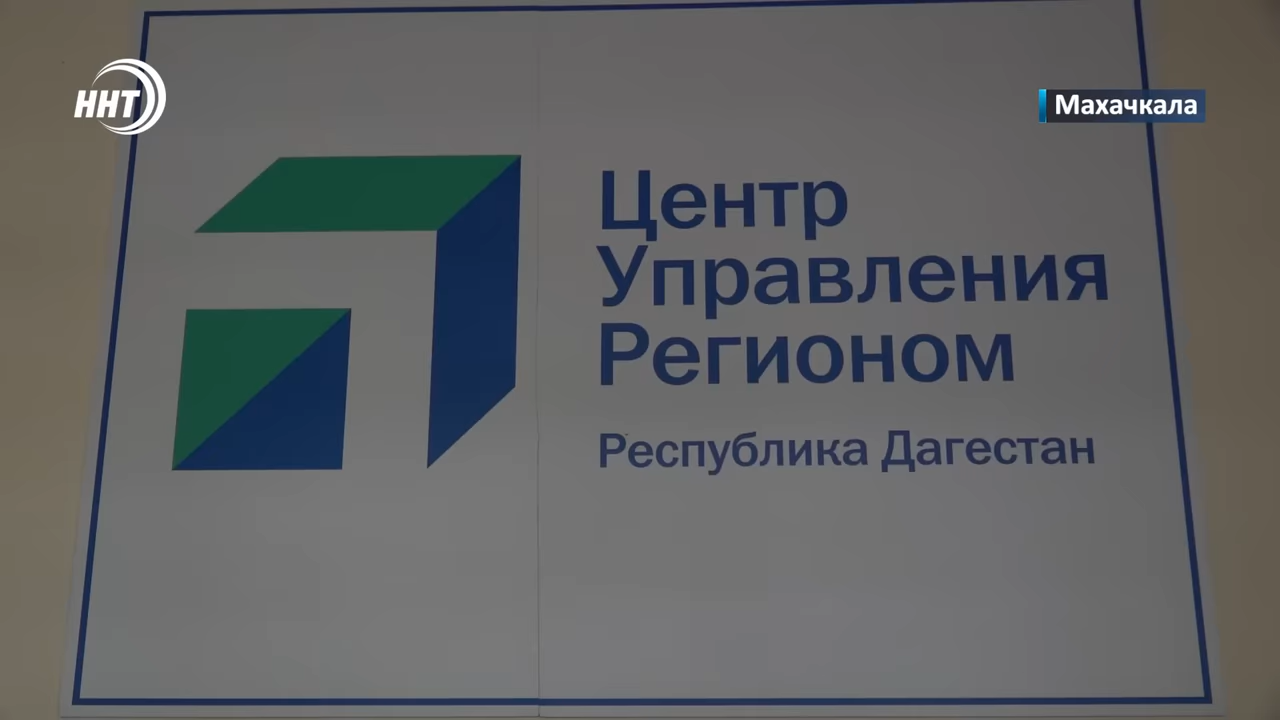 ННТ
Махачкала
Центр
Управления
Регионом
Республика Дагестан